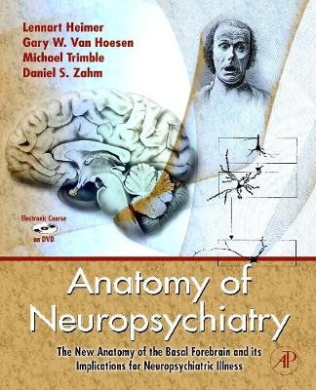 Lennart Heimer
Gary W. Van Hoesen
Michael Trimble
Daniel S. Zahm
Electronic Course
on DVD
Anatomy of
Neuropsychiatry
The New Anatomy of the Basal Forebrain and its
Implications for Neuropsychiatric Illness